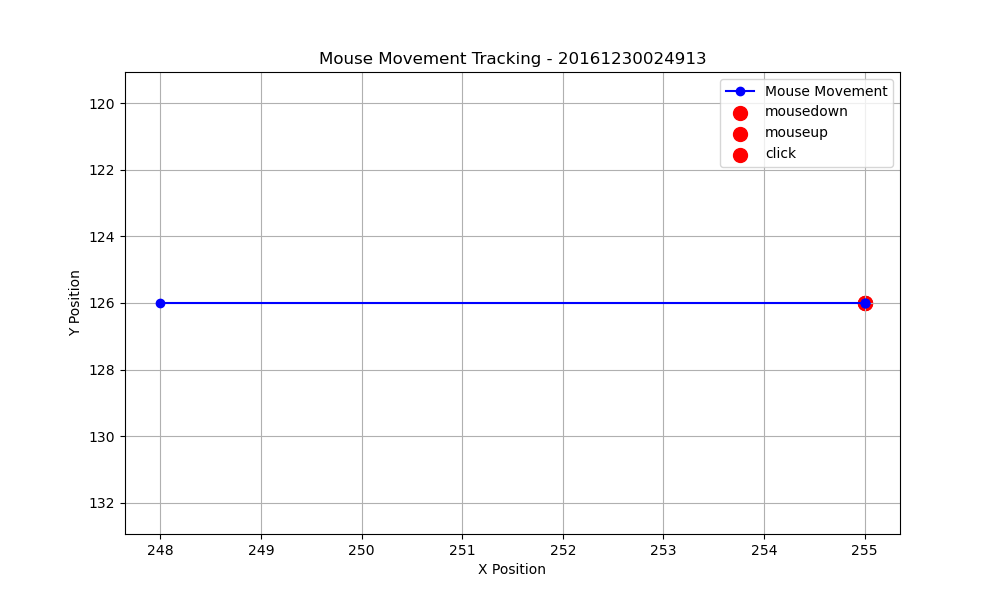 Mouse Movement Tracking - 20161230024913
Mouse Movement
mousedown
mouseup
click
120
122
124
126
128
130
132
Y Position
248 249 250 251 252 253 254 255
X Position